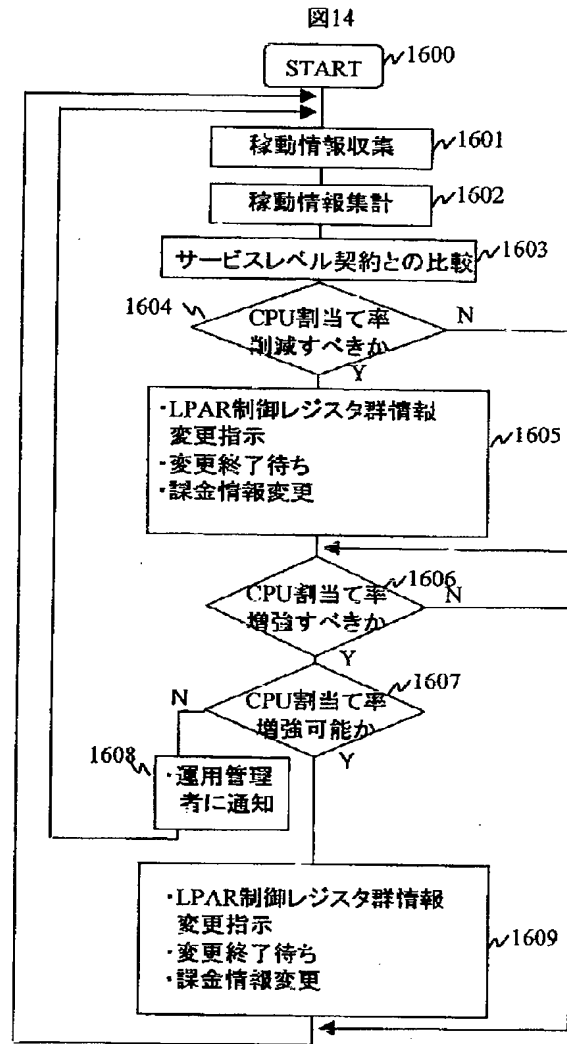 図14
START
1600
稼動情報収集
1601
稼動情報集計
1602
サービスレベル契約との比較
1603
1604
CPU割当て率
削減すべきか
N
Y
・LPAR制御レジスタ群情報
変更指示
・変更終了待ち
・課金情報変更
1605
1606
CPU割当て率
増強すべきか
N
Y
1607
N
CPU割当て率
増強可能か
Y
1608
・運用管理
者に通知
・LPAR制御レジスタ群情報
変更指示
・変更終了待ち
・課金情報変更
1609